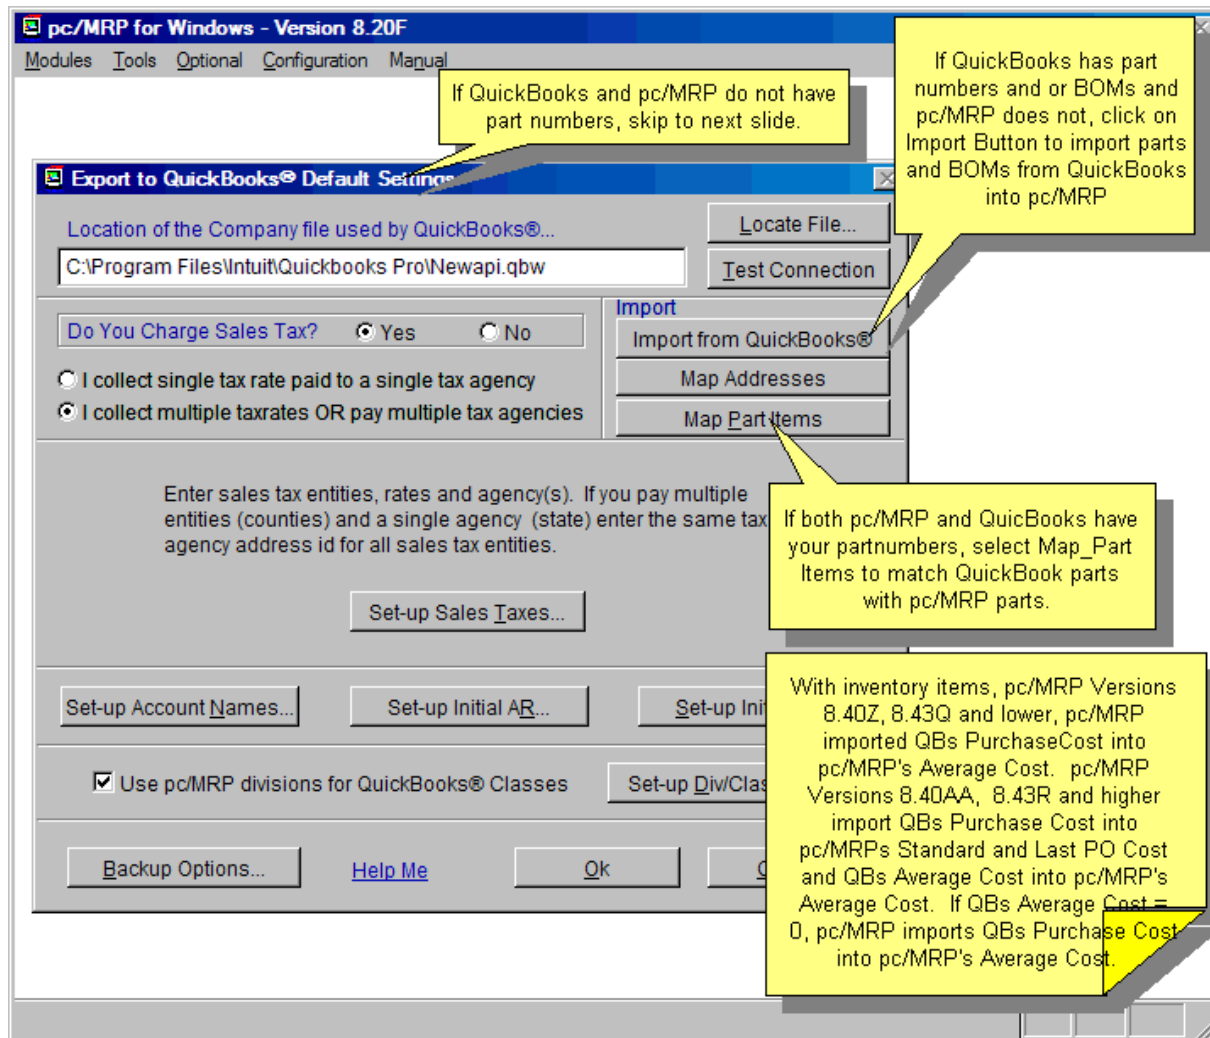 pc/MRP for Windows - Version 8.20F
Modules Tools Optional Configuration Manual
If QuickBooks and pc/MRP do not have
part numbers, skip to next slide.
If QuickBooks has part
numbers and or BOMs and
pc/MRP does not, click on
Import Button to import parts
and BOMs from QuickBooks
into pc/MRP
Export to QuickBooks® Default Settings
Location of the Company file used by QuickBooks®...
Locate File...
C:\Program Files\Intuit\Quickbooks Pro\Newapi.qbw
Test Connection
Do You Charge Sales Tax? Yes No
I collect single tax rate paid to a single tax agency
I collect multiple taxrates OR pay multiple tax agencies
Import
Import from QuickBooks®
Map Addresses
Map Part Items
Enter sales tax entities, rates and agency(s). If you pay multiple
entities (counties) and a single agency (state) enter the same tax
agency address id for all sales tax entities.
If both pc/MRP and QuicBooks have
your partnumbers, select Map_Part
Items to match QuickBook parts
with pc/MRP parts.
Set-up Sales Taxes...
Set-up Account Names...
Set-up Initial AR...
Set-up Ini
Use pc/MRP divisions for QuickBooks® Classes
Set-up Div/Clas
Backup Options...
Help Me
Ok
With inventory items, pc/MRP Versions
8.40Z, 8.43Q and lower, pc/MRP
imported QBs PurchaseCost into
pc/MRP's Average Cost. pc/MRP
Versions 8.40AA, 8.43R and higher
import QBs Purchase Cost into
pc/MRPs Standard and Last PO Cost
and QBs Average Cost into pc/MRP's
Average Cost. If QBs Average Cost =
0, pc/MRP imports QBs Purchase Cost
into pc/MRP's Average Cost.